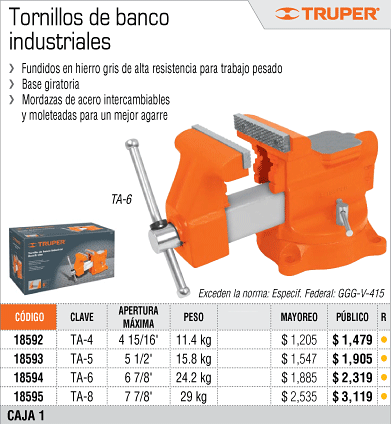 Tornillos de banco
industriales
TRUPER®
Fundidos en hierro gris de alta resistencia para trabajo pesado
Base giratoria
Mordazas de acero intercambiables
y moleteadas para un mejor agarre
TA-6
TRUPER
Exceden la norma: Especif. Federal: GGG-V-415
CÓDIGO CLAVE APERTURA MÁXIMA PESO MAYOREO PÚBLICO R
18592 TA-4 4 15/16' 11.4 kg $ 1,205 $ 1,479
18593 TA-5 5 1/2' 15.8 kg $ 1,547 $ 1,905
18594 TA-6 6 7/8' 24.2 kg $ 1,885 $ 2,319
18595 TA-8 7 7/8' 29 kg $ 2,535 $ 3,119
CAJA 1